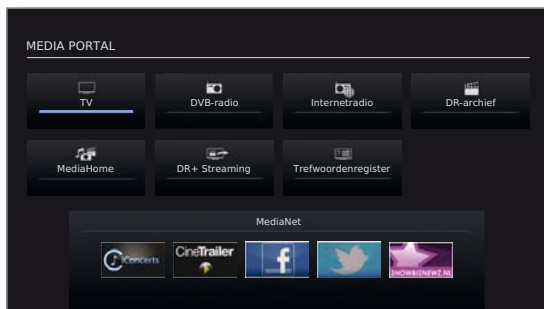 MEDIA PORTAL
TV
DVB-radio
Internetradio
DR-archief
MediaHome
DR+ Streaming
Trefwoordenregister
MediaNet
iConcerts
CineTrailer
f
SHOWBIZNEWZ.NL